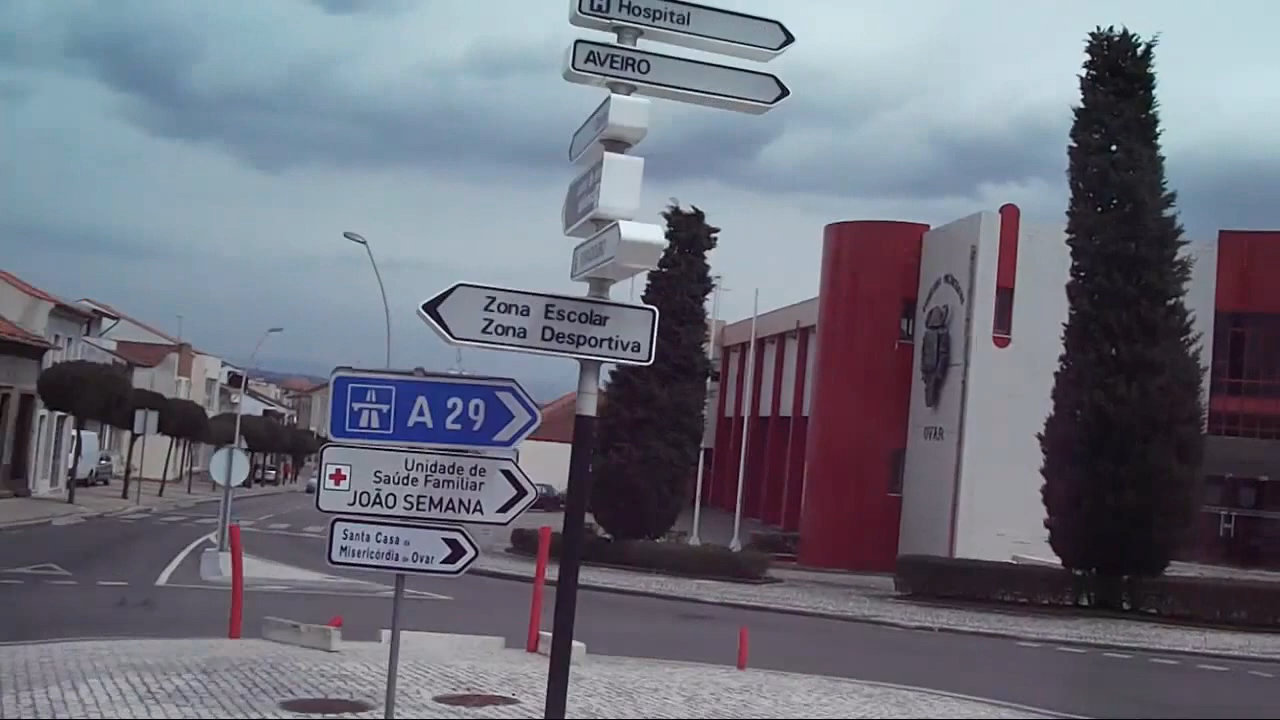 H Hospital
AVEIRO
Zona Escolar
Zona Desportiva
A 29
Unidade de
Saúde Familiar
JOÃO SEMANA
Santa Casa da
Misericórdia de Ovar
OVAR